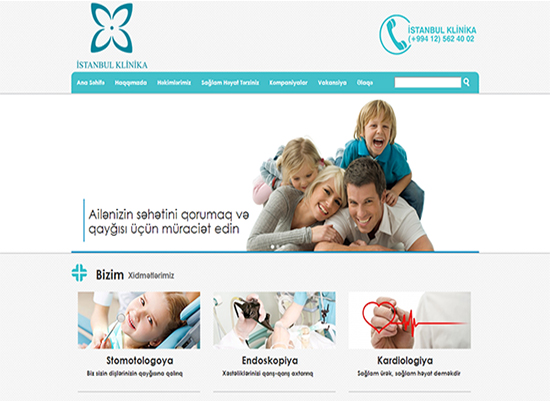 İSTANBUL KLİNİKA
İSTANBUL KLİNİKA
(+994 12) 562 40 02
Ana Səhifə Haqqımızda Həkimlərimiz Sağlam Həyat Tərziniz Kompaniyalar Vakansiya Əlaqə
Ailənizin səhətini qorumaq və
qayğısı üçün müraciət edin
Bizim Xidmətlərimiz
Stomotologoya Endoskopiya Kardiologiya
Biz sizin dişlərinizin qayğısına qalırıq Xəstəliklərinizi qarış-qarış axtarırıq Sağlam ürək, sağlam həyat deməkdir